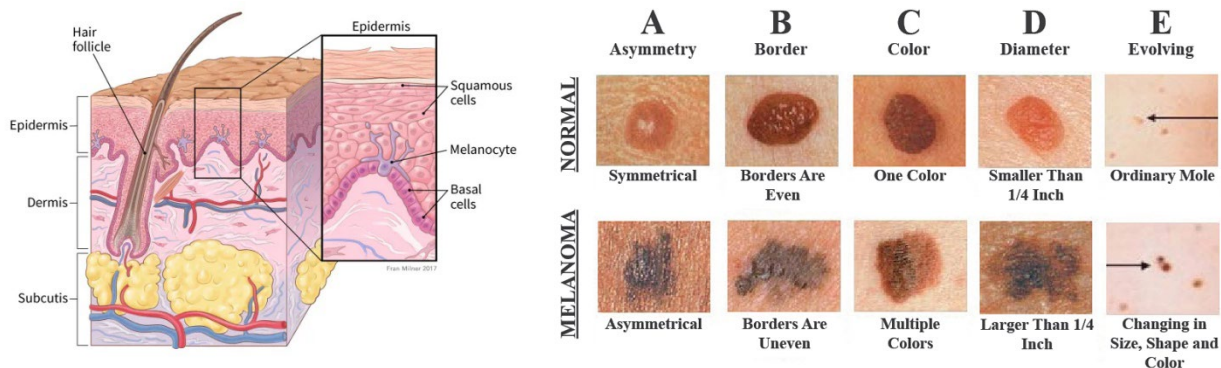 Hair
follicle
Epidermis
Squamous
cells
Epidermis
Melanocyte
Dermis
Basal
cells
Fran Milner 2017
Subcutis
A B C D E
Asymmetry Border Color Diameter Evolving
NORMAL
Symmetrical
Borders Are
Even
One Color
Smaller Than
1/4 Inch
Ordinary Mole
MELANOMA
Asymmetrical
Borders Are
Uneven
Multiple
Colors
Larger Than 1/4
Inch
Changing in
Size, Shape and
Color